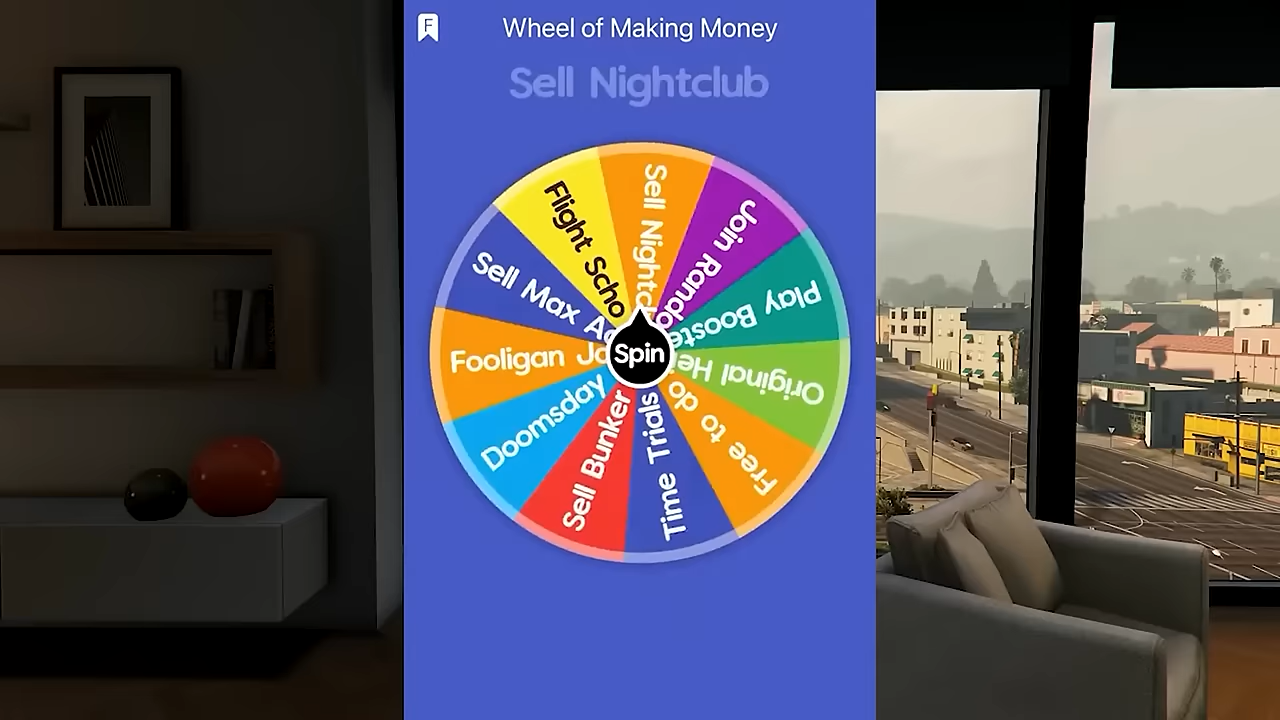 F
Wheel of Making Money
Sell Nightclub
Sell Nightc
Join Rando
Play Booste
Original Hei
Free to do
Time Trials
Sell Bunker
Doomsday
Fooligan Jo
Sell Max
Flight Scho
Spin